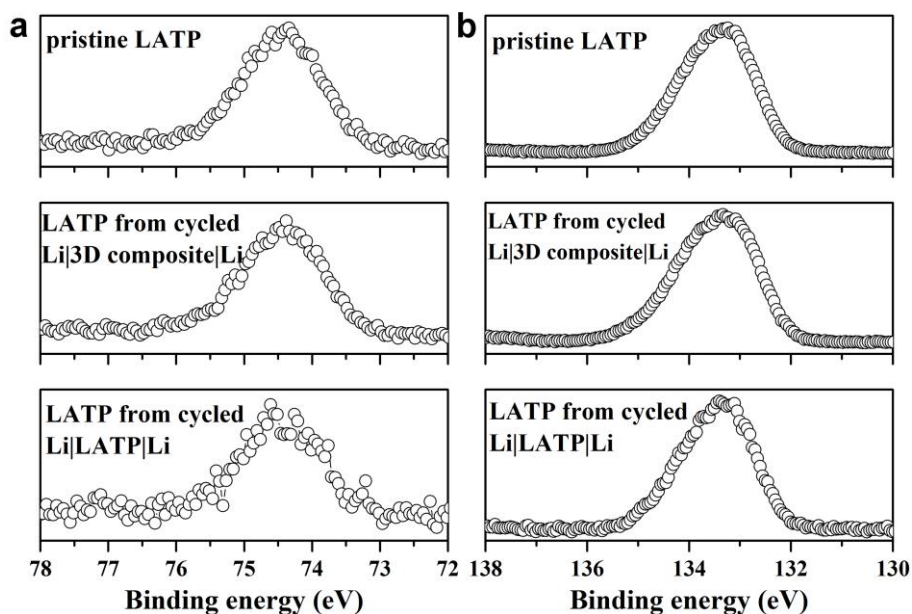 a
pristine LATP
LATP from cycled
Li|3D composite|Li
LATP from cycled
Li|LATP|Li
78 77 76 75 74 73 72
Binding energy (eV)
b
pristine LATP
LATP from cycled
Li|3D composite|Li
LATP from cycled
Li|LATP|Li
138 136 134 132 130
Binding energy (eV)